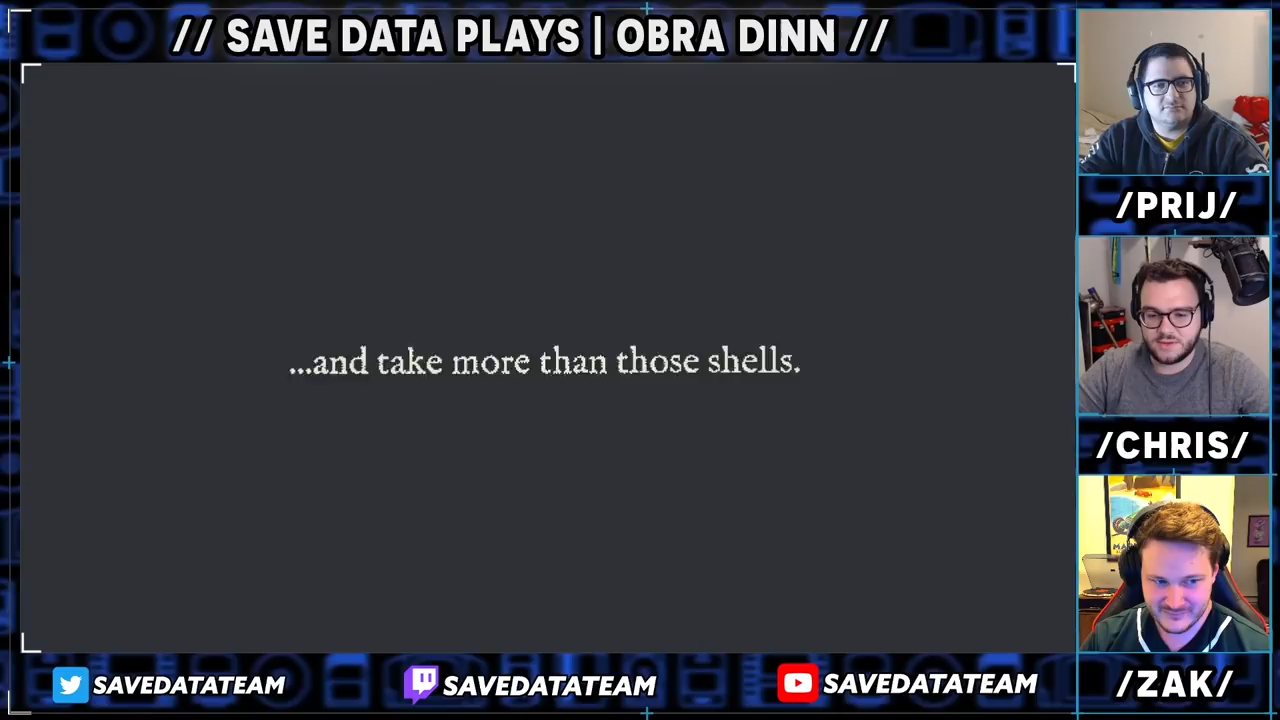 // SAVE DATA PLAYS | OBRA DINN //
...and take more than those shells.
/PRIJ/
/CHRIS/
/ZAK/
SAVEDATATEAM
SAVEDATATEAM
SAVEDATATEAM